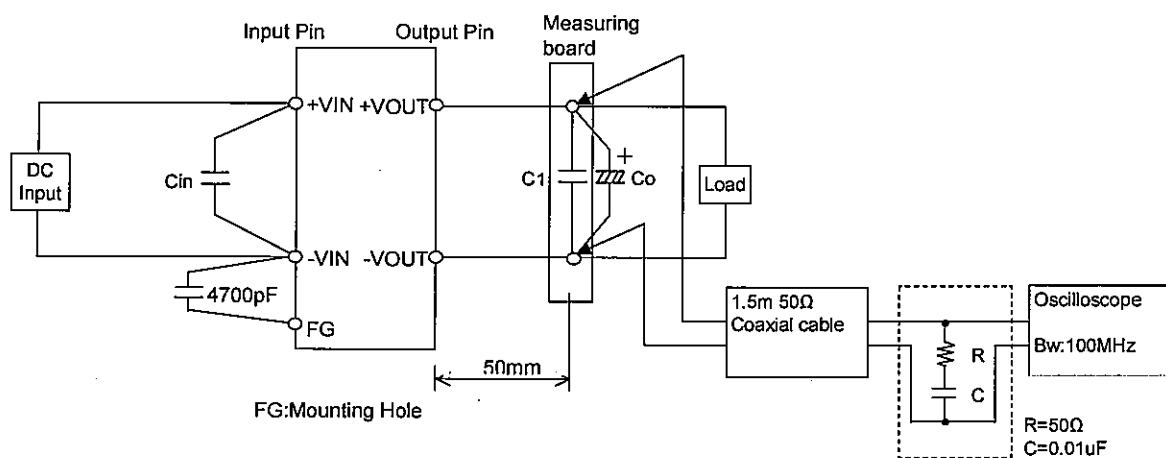 Input Pin
Output Pin
Measuring
board
+VIN
+VOUT
DC
Input
Cin
C1
+
Co
Load
-VIN
-VOUT
4700pF
FG
50mm
FG:Mounting Hole
1.5m 50Ω
Coaxial cable
R
C
Oscilloscope
Bw:100MHz
R=50Ω
C=0.01uF